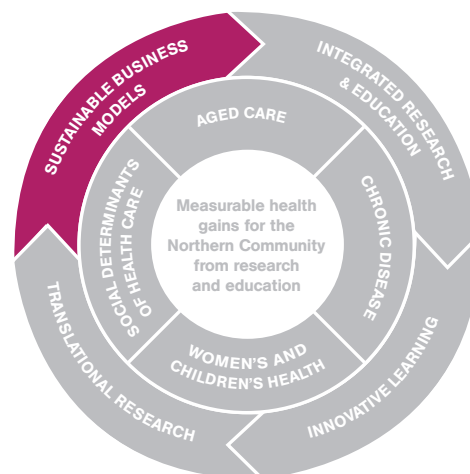 SUSTAINABLE BUSINESS
MODELS
INTEGRATED RESEARCH
& EDUCATION
INNOVATIVE LEARNING
TRANSLATIONAL RESEARCH
AGED CARE
CHRONIC DISEASE
WOMEN'S AND
CHILDREN'S HEALTH
SOCIAL DETERMINANTS
OF HEALTH CARE
Measurable health
gains for the
Northern Community
from research
and education